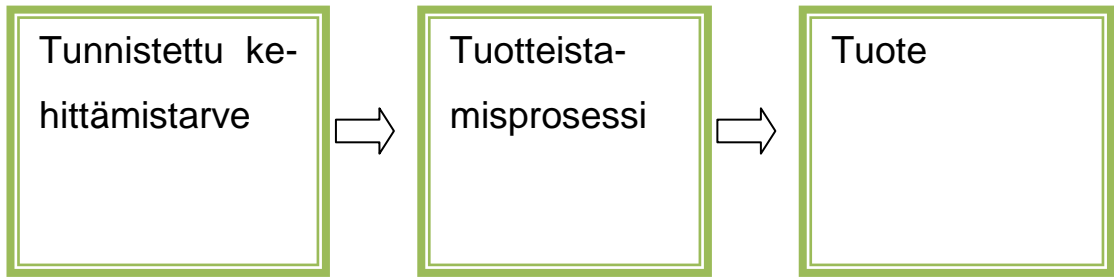 Tunnistettu ke-
hittämistarve
Tuotteista-
misprosessi
Tuote